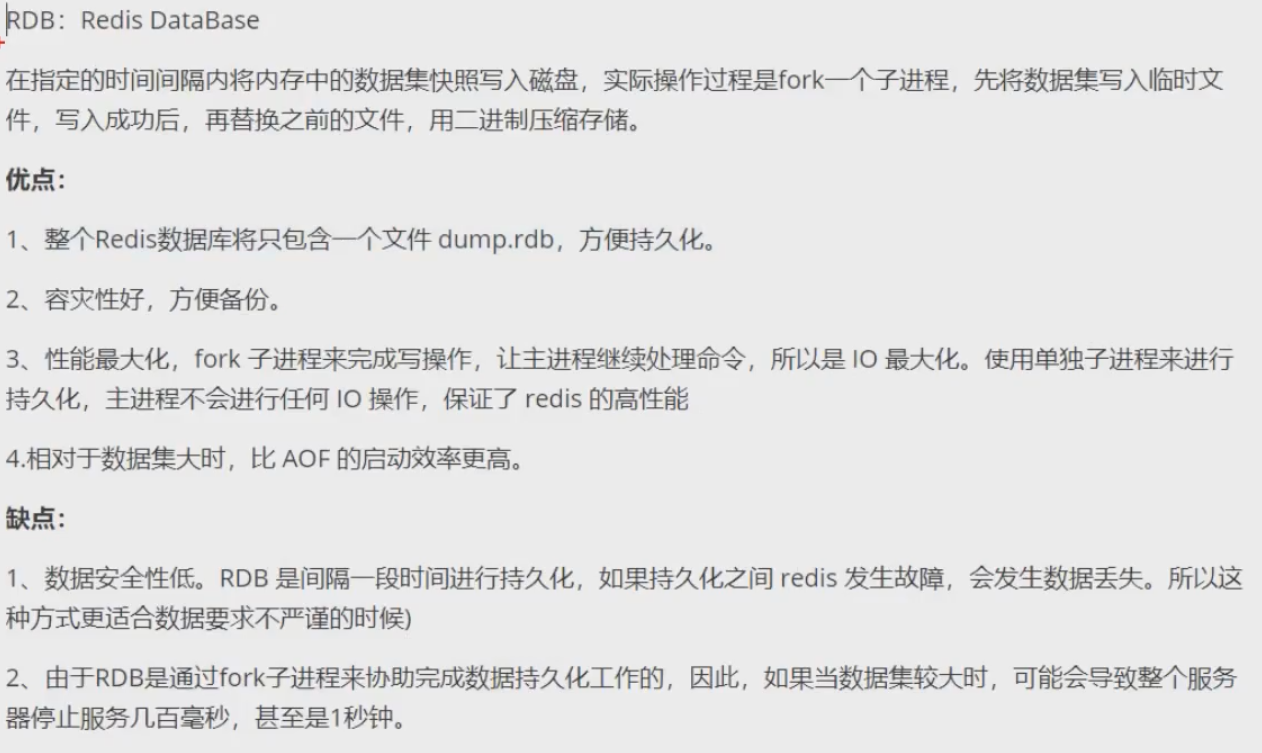 RDB：Redis DataBase
在指定的时间间隔内将内存中的数据集快照写入磁盘，实际操作过程是fork一个子进程，先将数据集写入临时文
件，写入成功后，再替换之前的文件，用二进制压缩存储。
优点：
1、整个Redis数据库将只包含一个文件 dump.rdb，方便持久化。
2、容灾性好，方便备份。
3、性能最大化，fork 子进程来完成写操作，让主进程继续处理命令，所以是 IO 最大化。使用单独子进程来进行
持久化，主进程不会进行任何 IO 操作，保证了 redis 的高性能
4.相对于数据集大时，比 AOF 的启动效率更高。
缺点：
1、数据安全性低。RDB 是间隔一段时间进行持久化，如果持久化之间 redis 发生故障，会发生数据丢失。所以这
种方式更适合数据要求不严谨的时候)
2、由于RDB是通过fork子进程来协助完成数据持久化工作的，因此，如果当数据集较大时，可能会导致整个服务
器停止服务几百毫秒，甚至是1秒钟。